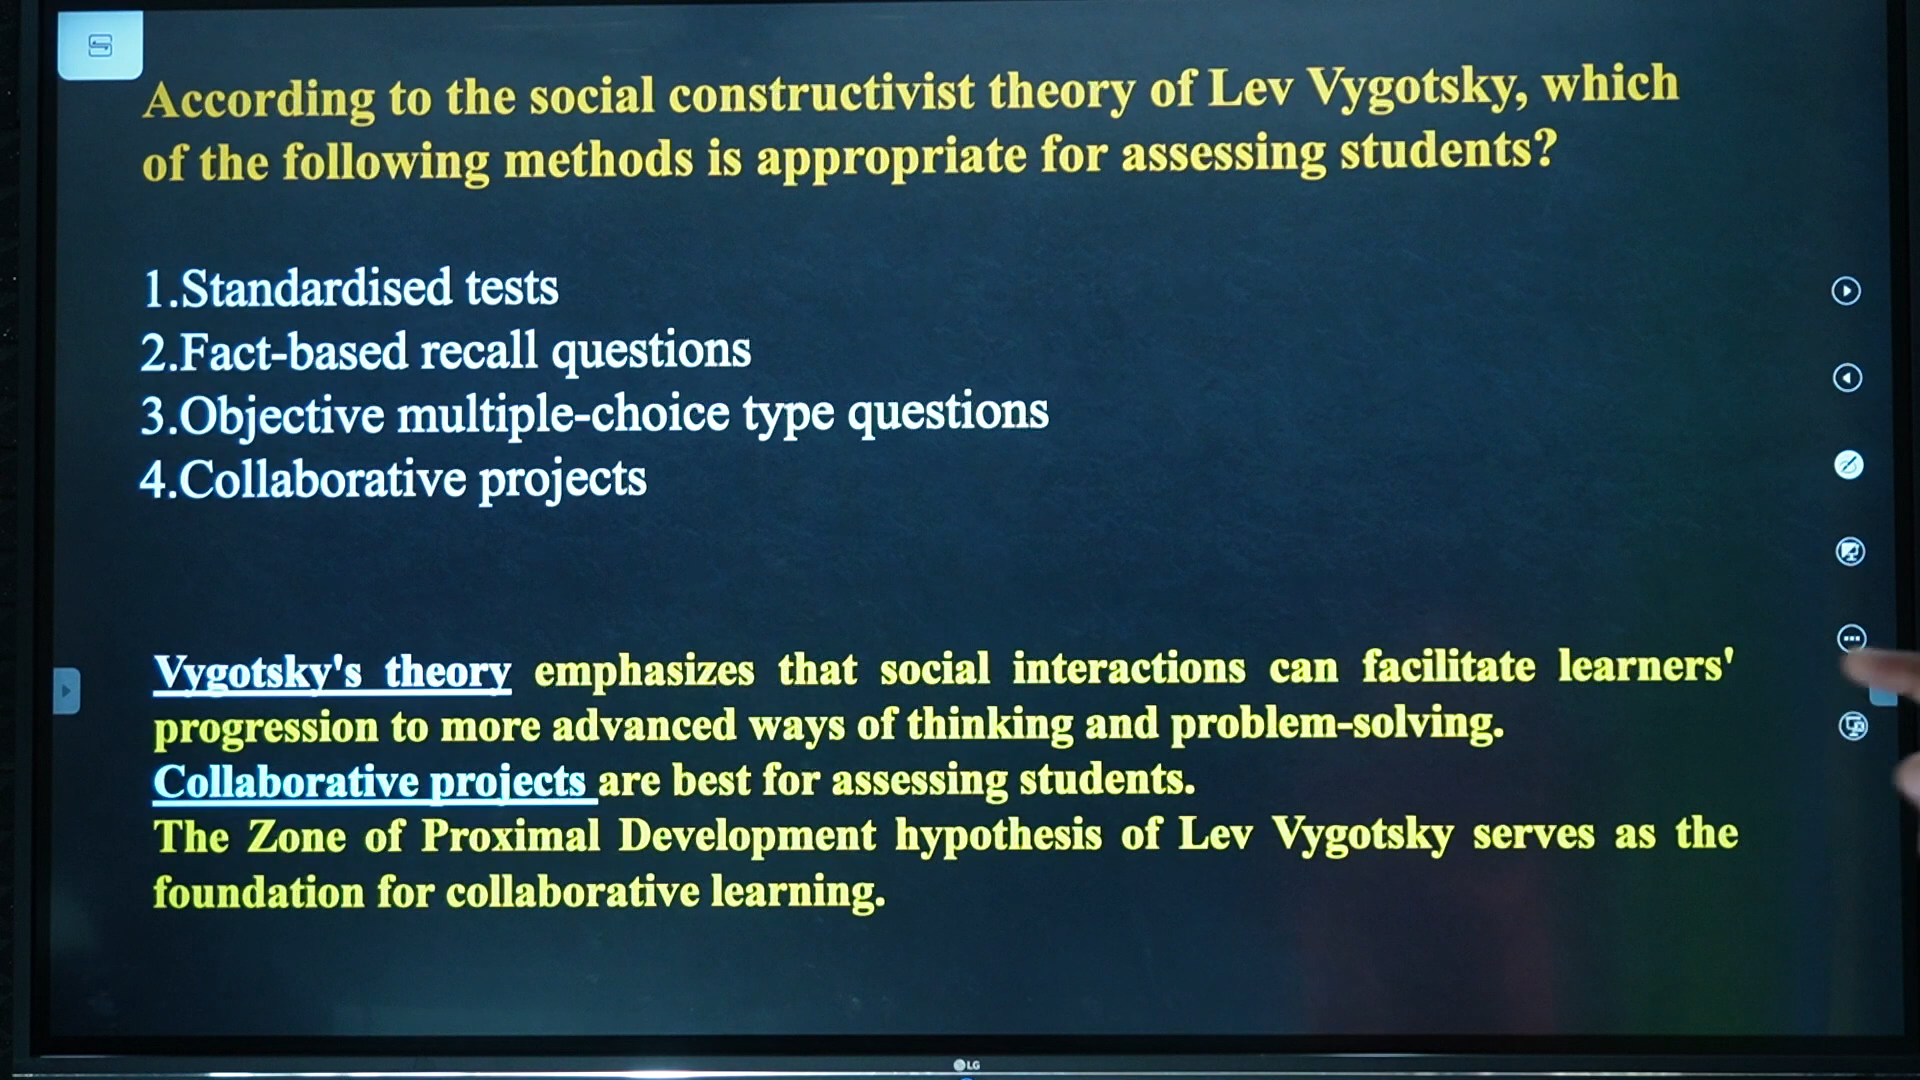 According to the social constructivist theory of Lev Vygotsky, which
of the following methods is appropriate for assessing students?
1.Standardised tests
2.Fact-based recall questions
3.Objective multiple-choice type questions
4.Collaborative projects
Vygotsky's theory emphasizes that social interactions can facilitate learners'
progression to more advanced ways of thinking and problem-solving.
Collaborative projects are best for assessing students.
The Zone of Proximal Development hypothesis of Lev Vygotsky serves as the
foundation for collaborative learning.
LG